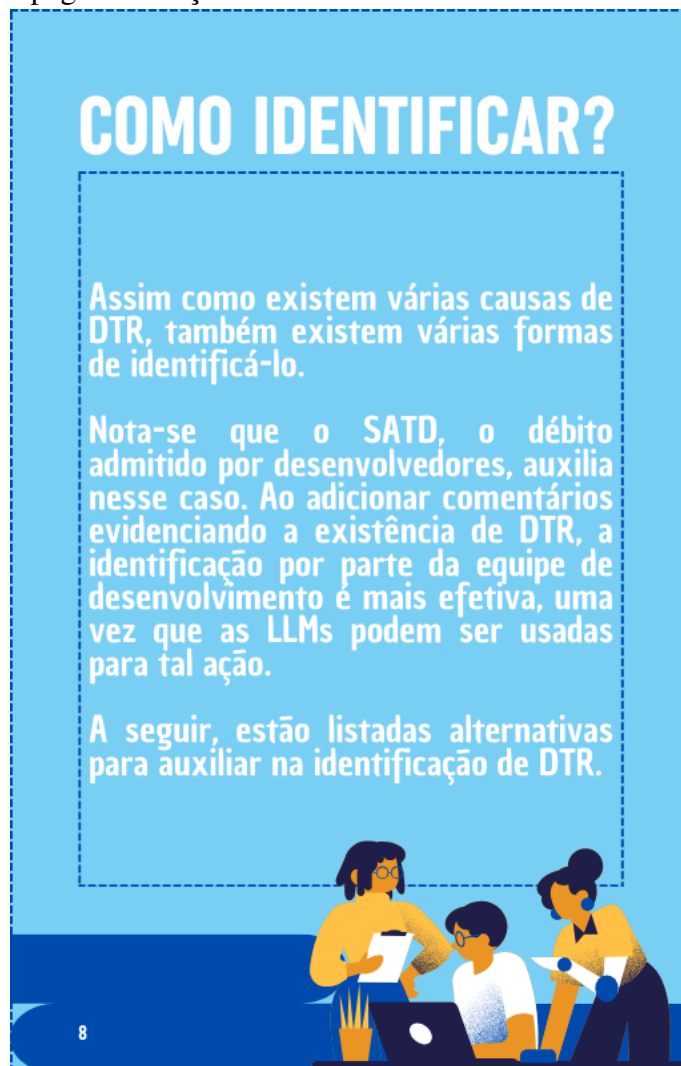 COMO IDENTIFICAR?
Assim como existem várias causas de
DTR, também existem várias formas
de identificá-lo.
Nota-se que o SATD, o débito
admitido por desenvolvedores, auxilia
nesse caso. Ao adicionar comentários
evidenciando a existência de DTR, a
identificação por parte da equipe de
desenvolvimento é mais efetiva, uma
vez que as LLMs podem ser usadas
para tal ação.
A seguir, estão listadas alternativas
para auxiliar na identificação de DTR.
8